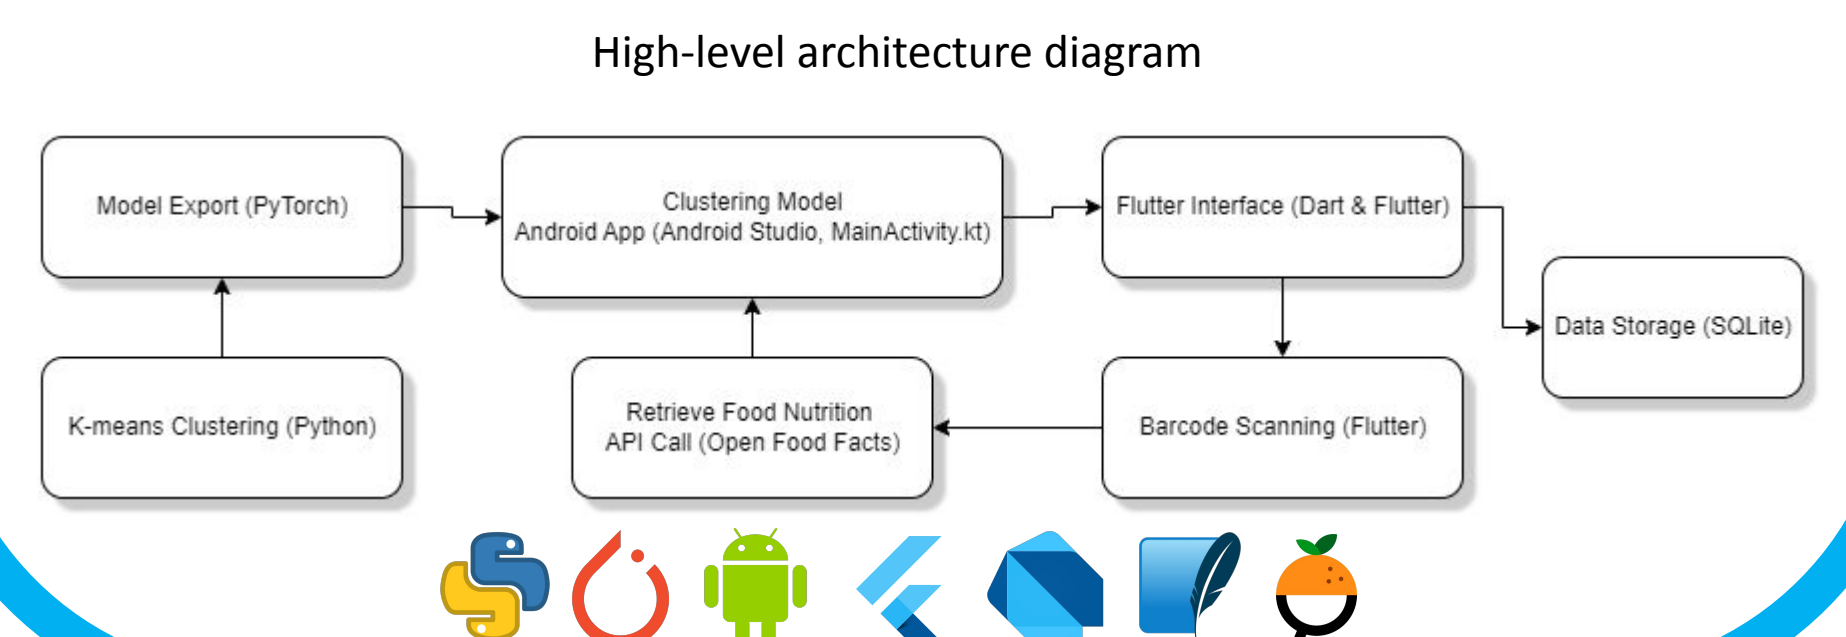 High-level architecture diagram
Model Export (PyTorch)
Clustering Model
Android App (Android Studio, MainActivity.kt)
Flutter Interface (Dart & Flutter)
Data Storage (SQLite)
K-means Clustering (Python)
Retrieve Food Nutrition
API Call (Open Food Facts)
Barcode Scanning (Flutter)